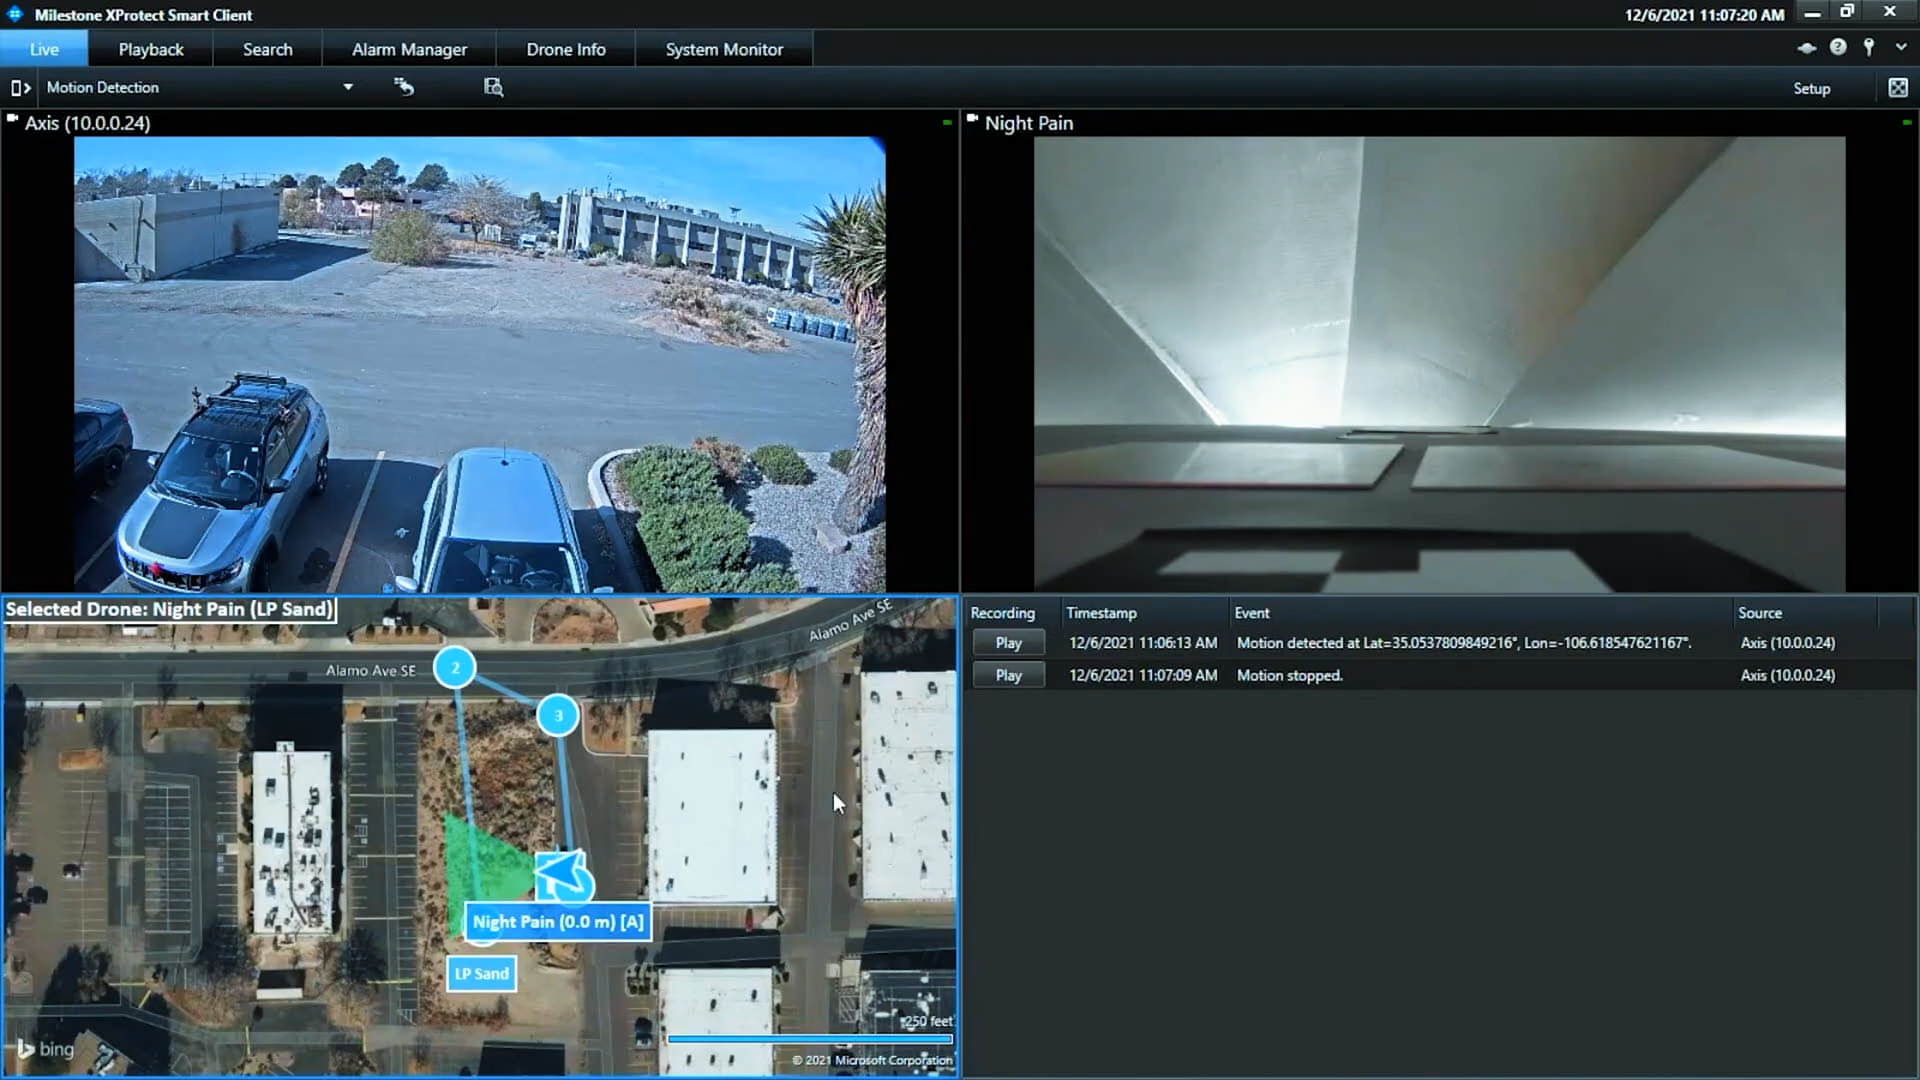 Milestone XProtect Smart Client
12/6/2021 11:07:20 AM
Live Playback Search Alarm Manager Drone Info System Monitor
Motion Detection
Setup
Axis (10.0.0.24)
Night Pain
Selected Drone: Night Pain (LP Sand)
Alamo Ave SE
Alamo Ave SE
2
3
Night Pain (0.0 m) [A]
LP Sand
250 feet
bing
© 2021 Microsoft Corporation
Recording Timestamp Event Source
Play 12/6/2021 11:06:13 AM Motion detected at Lat=35.0537809849216°, Lon=-106.618547621167°. Axis (10.0.0.24)
Play 12/6/2021 11:07:09 AM Motion stopped. Axis (10.0.0.24)